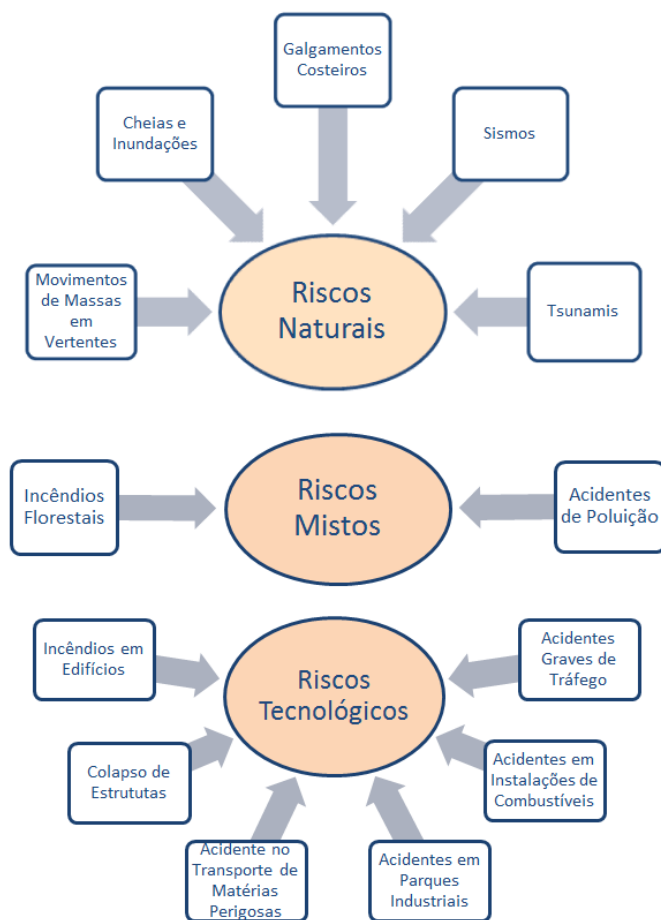 Galgamentos
Costeiros
Cheias e
Inundações
Sismos
Movimentos
de Massas
em
Vertentes
Riscos
Naturais
Tsunamis
Incêndios
Florestais
Riscos
Mistos
Acidentes
de Poluição
Incêndios em
Edifícios
Riscos
Tecnológicos
Acidentes
Graves de
Tráfego
Colapso de
Estrututas
Acidentes em
Instalações de
Combustíveis
Acidente no
Transporte de
Matérias
Perigosas
Acidentes em
Parques
Industriais